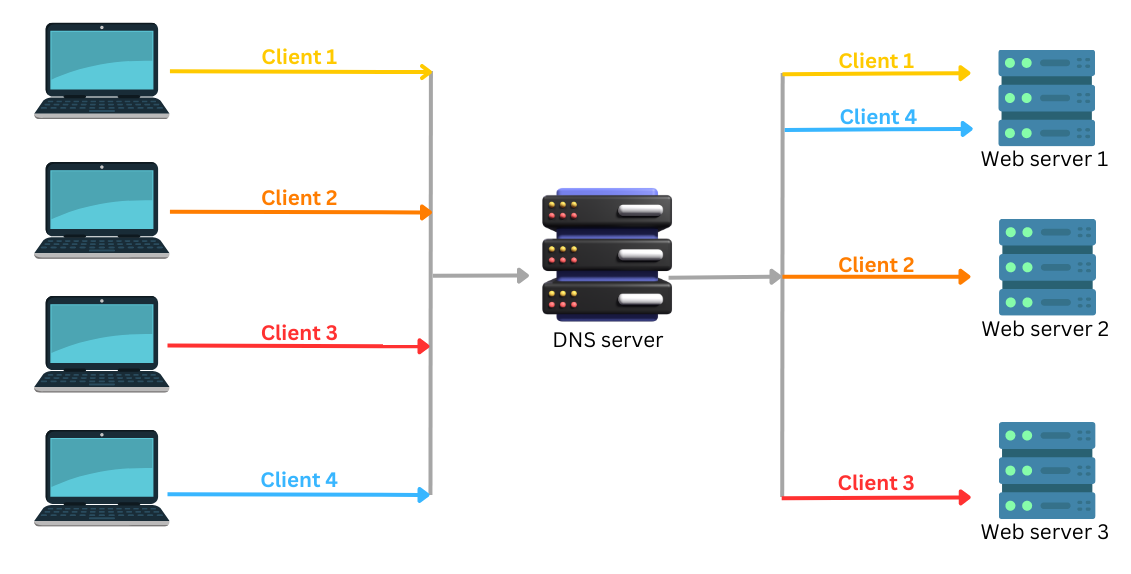 Client 1
Client 2
Client 3
Client 4
DNS server
Client 1
Client 4
Web server 1
Client 2
Web server 2
Client 3
Web server 3